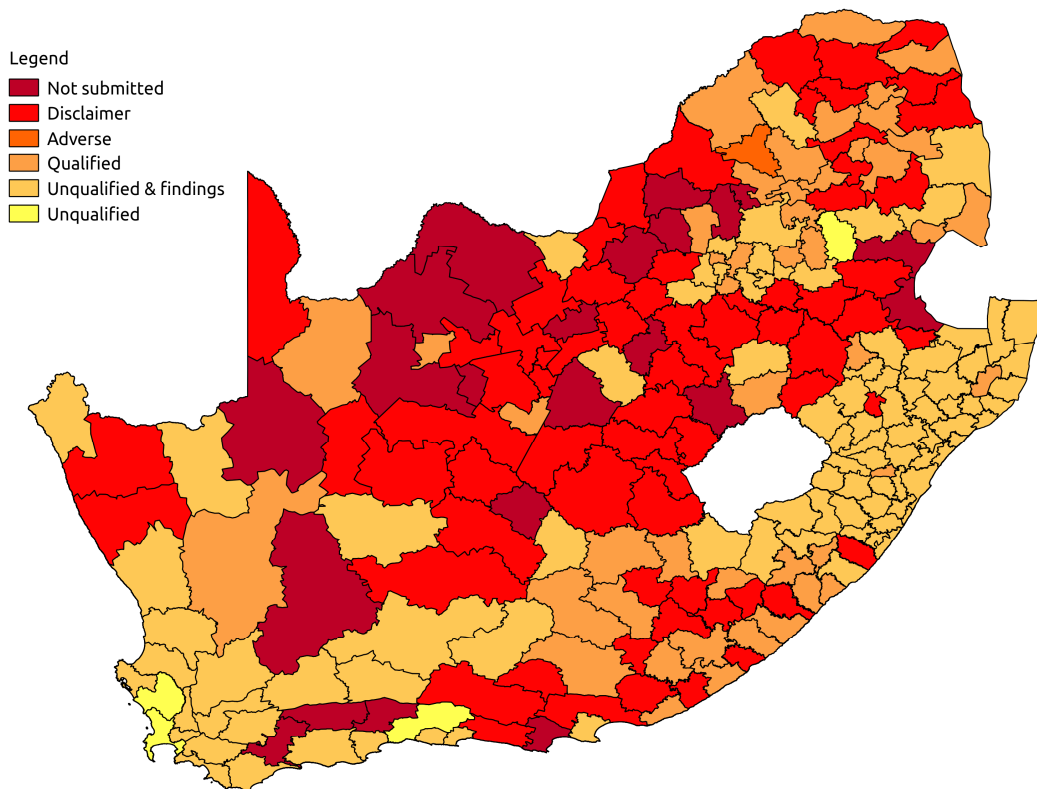 Legend
Not submitted
Disclaimer
Adverse
Qualified
Unqualified & findings
Unqualified